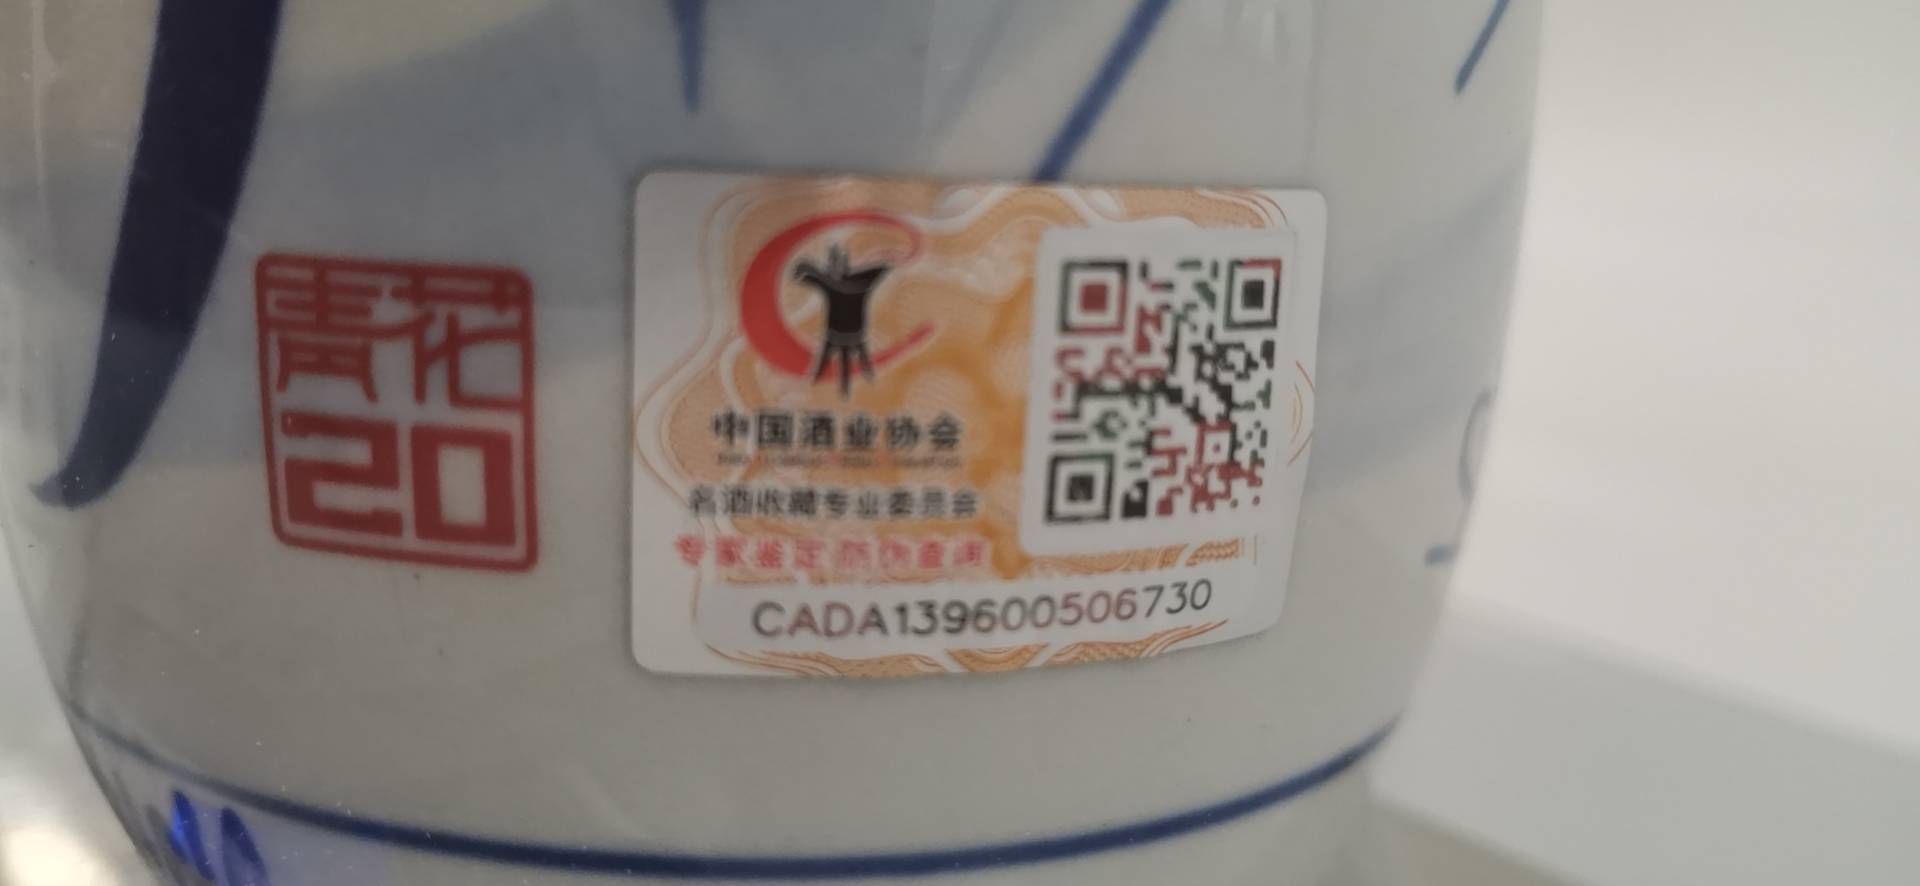 青花
20
中国酒业协会
名酒收藏专业委员会
专家鉴定 防伪查询
CADA139600506730